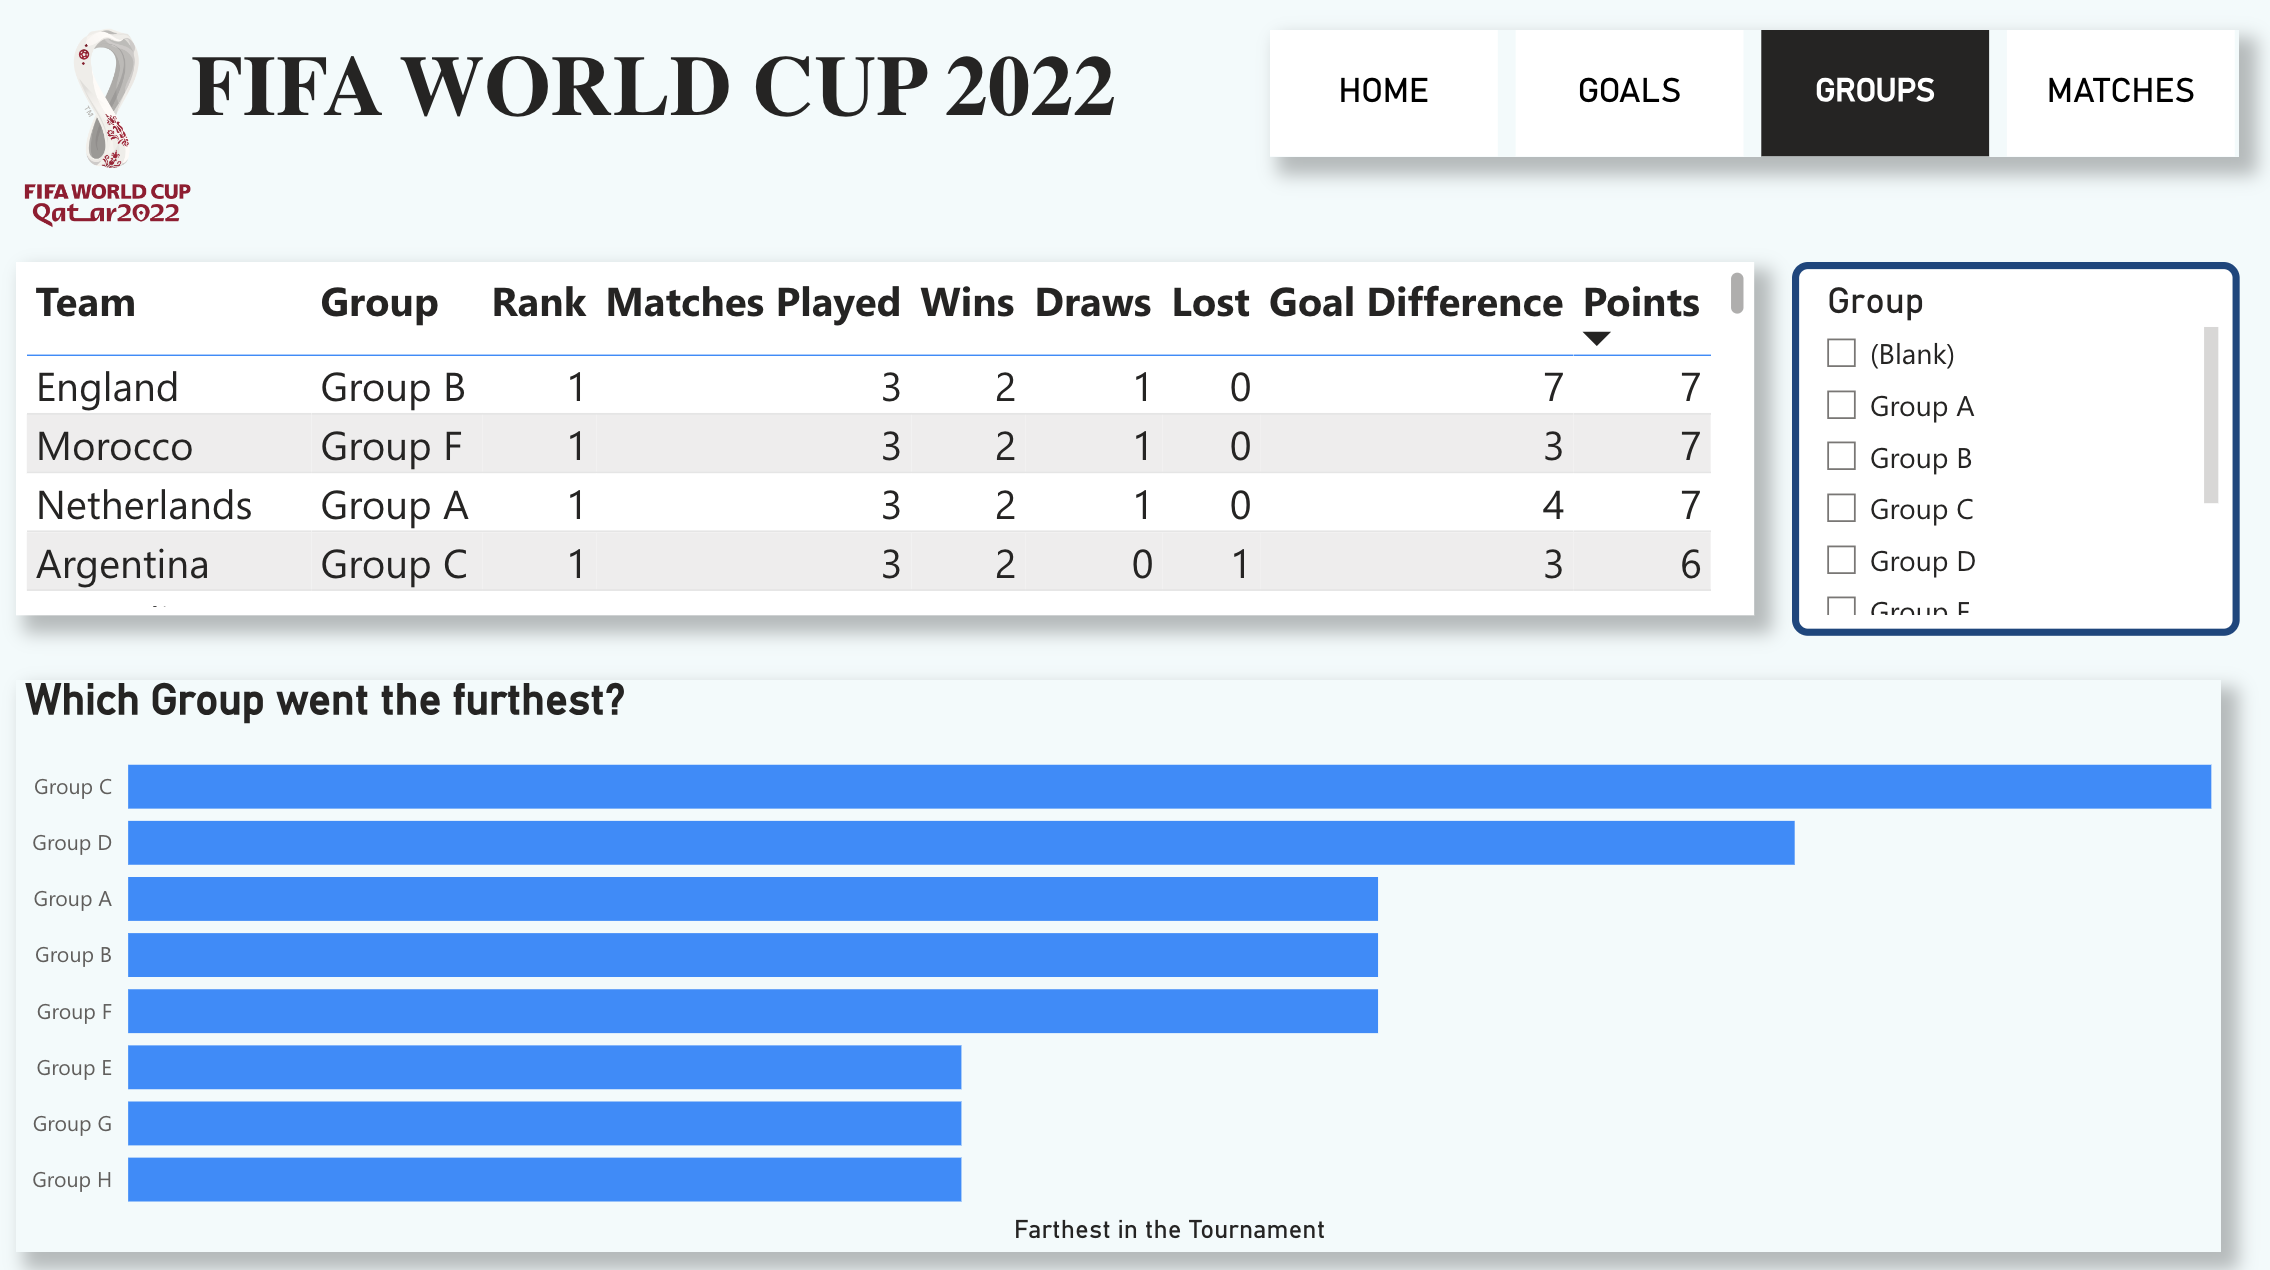 FIFA WORLD CUP 2022
HOME GOALS GROUPS MATCHES
TM
FIFA WORLD CUP
Qatar2022
Team Group Rank Matches Played Wins Draws Lost Goal Difference Points
England Group B 1 3 2 1 0 7 7
Morocco Group F 1 3 2 1 0 3 7
Netherlands Group A 1 3 2 1 0 4 7
Argentina Group C 1 3 2 0 1 3 6
Group
(Blank)
Group A
Group B
Group C
Group D
Which Group went the furthest?
Group C
Group D
Group A
Group B
Group F
Group E
Group G
Group H
Farthest in the Tournament